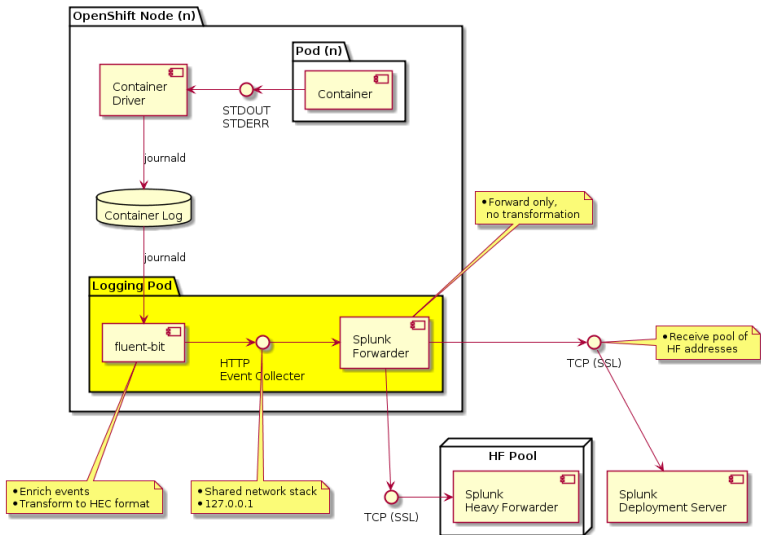 OpenShift Node (n)
Pod (n)
Container
Driver
STDOUT
STDERR
Container
journald
Container Log
journald
• Forward only,
no transformation
Logging Pod
fluent-bit
HTTP
Event Collecter
Splunk
Forwarder
TCP (SSL)
• Receive pool of
HF addresses
• Enrich events
• Transform to HEC format
• Shared network stack
• 127.0.0.1
TCP (SSL)
HF Pool
Splunk
Heavy Forwarder
Splunk
Deployment Server